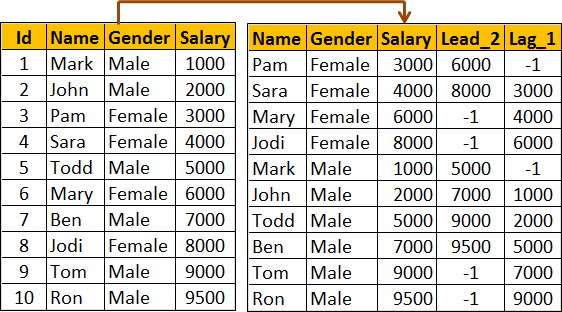 Id Name Gender Salary
1 Mark Male 1000
2 John Male 2000
3 Pam Female 3000
4 Sara Female 4000
5 Todd Male 5000
6 Mary Female 6000
7 Ben Male 7000
8 Jodi Female 8000
9 Tom Male 9000
10 Ron Male 9500
Name Gender Salary Lead_2 Lag_1
Pam Female 3000 6000 -1
Sara Female 4000 8000 3000
Mary Female 6000 -1 4000
Jodi Female 8000 -1 6000
Mark Male 1000 5000 -1
John Male 2000 7000 1000
Todd Male 5000 9000 2000
Ben Male 7000 9500 5000
Tom Male 9000 -1 7000
Ron Male 9500 -1 9000